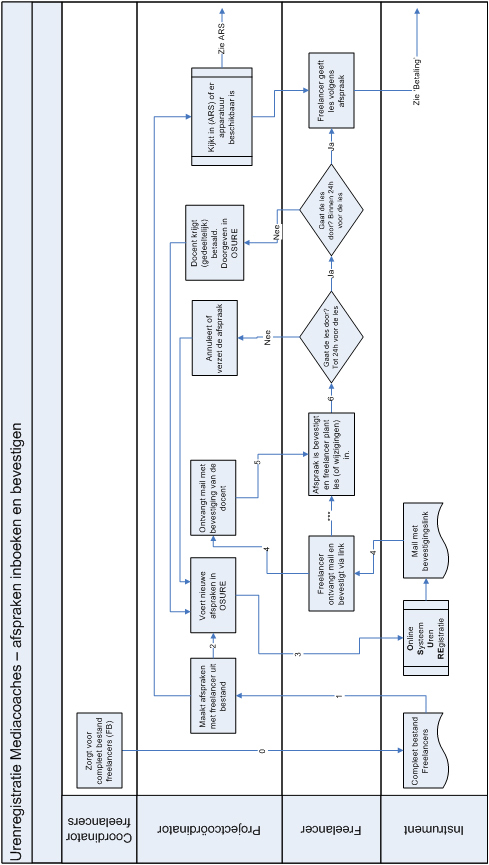 Urenregistratie Mediacoaches – afspraken inboeken en bevestigen
Coordinator
freelancers
Zorgt voor
compleet bestand
freelancers (FB)
0
Projectcoördinator
Maakt afspraken
met freelancer uit
bestand
2
Voert nieuwe
afspraken in
OSURE
Ontvangt mail met
bevestiging van de
docent
Annuleert of
verzet de afspraak
Docent krijgt
(gedeeltelijk)
betaald.
Doorgeven in
OSURE
Kijkt in (ARS) of er
apparatuur
beschikbaar is
Zie ARS
1
3
4
5
Nee
Nee
Freelancer
Freelancer
ontvangt mail en
bevestigt via link
***
Afspraak is bevestigt
en freelancer plant
les (of wijzigingen)
in.
6
Gaat de les door?
Tot 24h voor de les
Ja
Gaat de les
door? Binnen 24h
voor de les
Ja
Freelancer geeft
les volgens
afspraak
4
Instrument
Compleet bestand
Freelancers
Online
Systeem
Uren
REgistratie
Mail met
bevestigingslink
Zie 'Betaling'